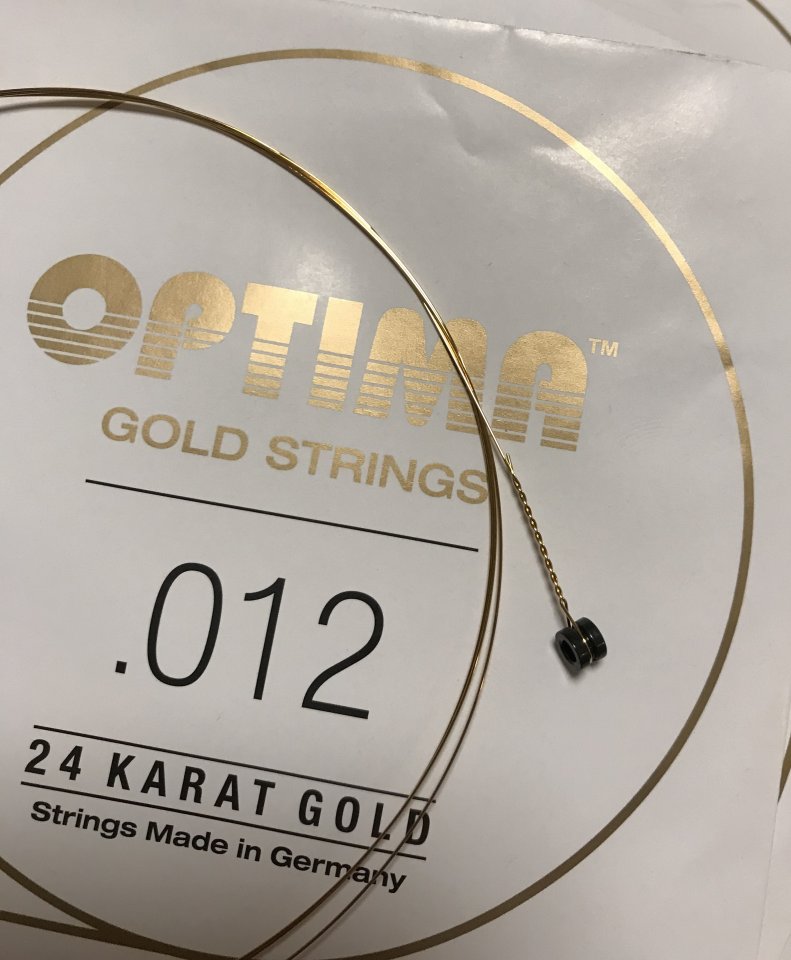 OPTIMA™
GOLD STRINGS
.012
24 KARAT GOLD
Strings Made in Germany